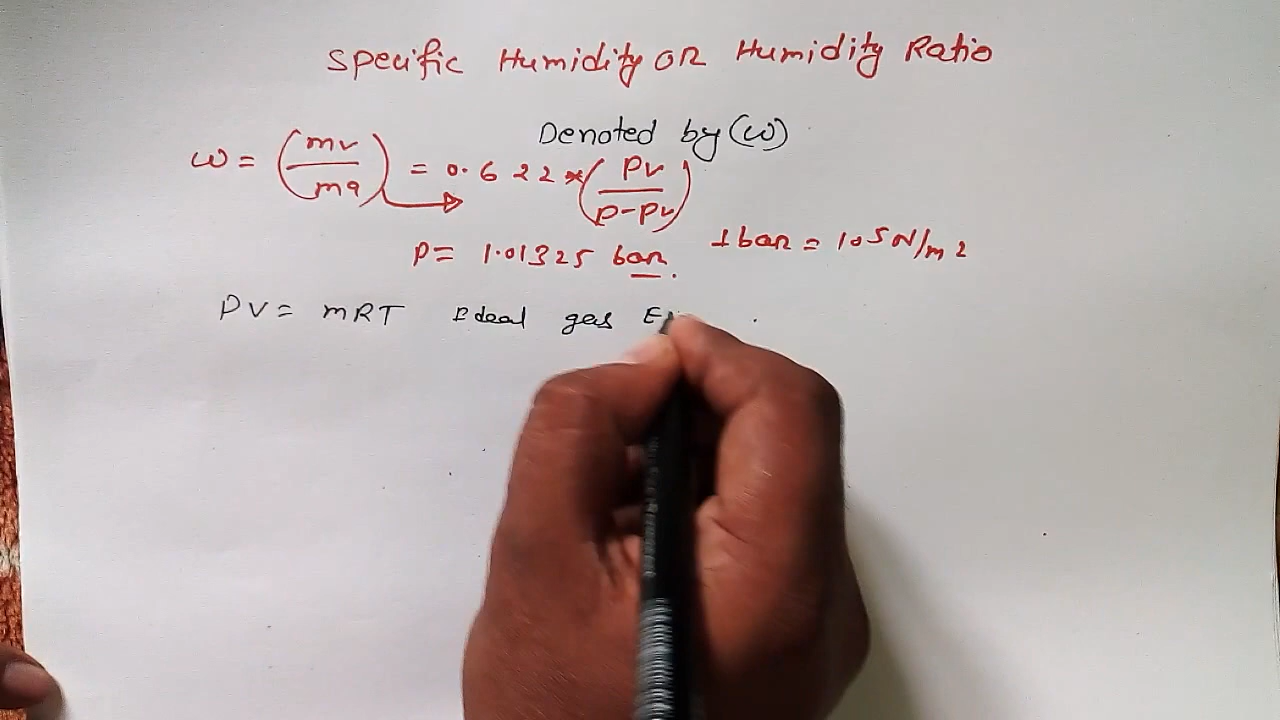 Specific Humidity OR Humidity Ratio
Denoted by (ω)
ω = (mv/ma) = 0.622*(Pv/P-Pv)
P= 1.01325 bar. 1 bar = 105 N/m2
PV = mRT Ideal gas